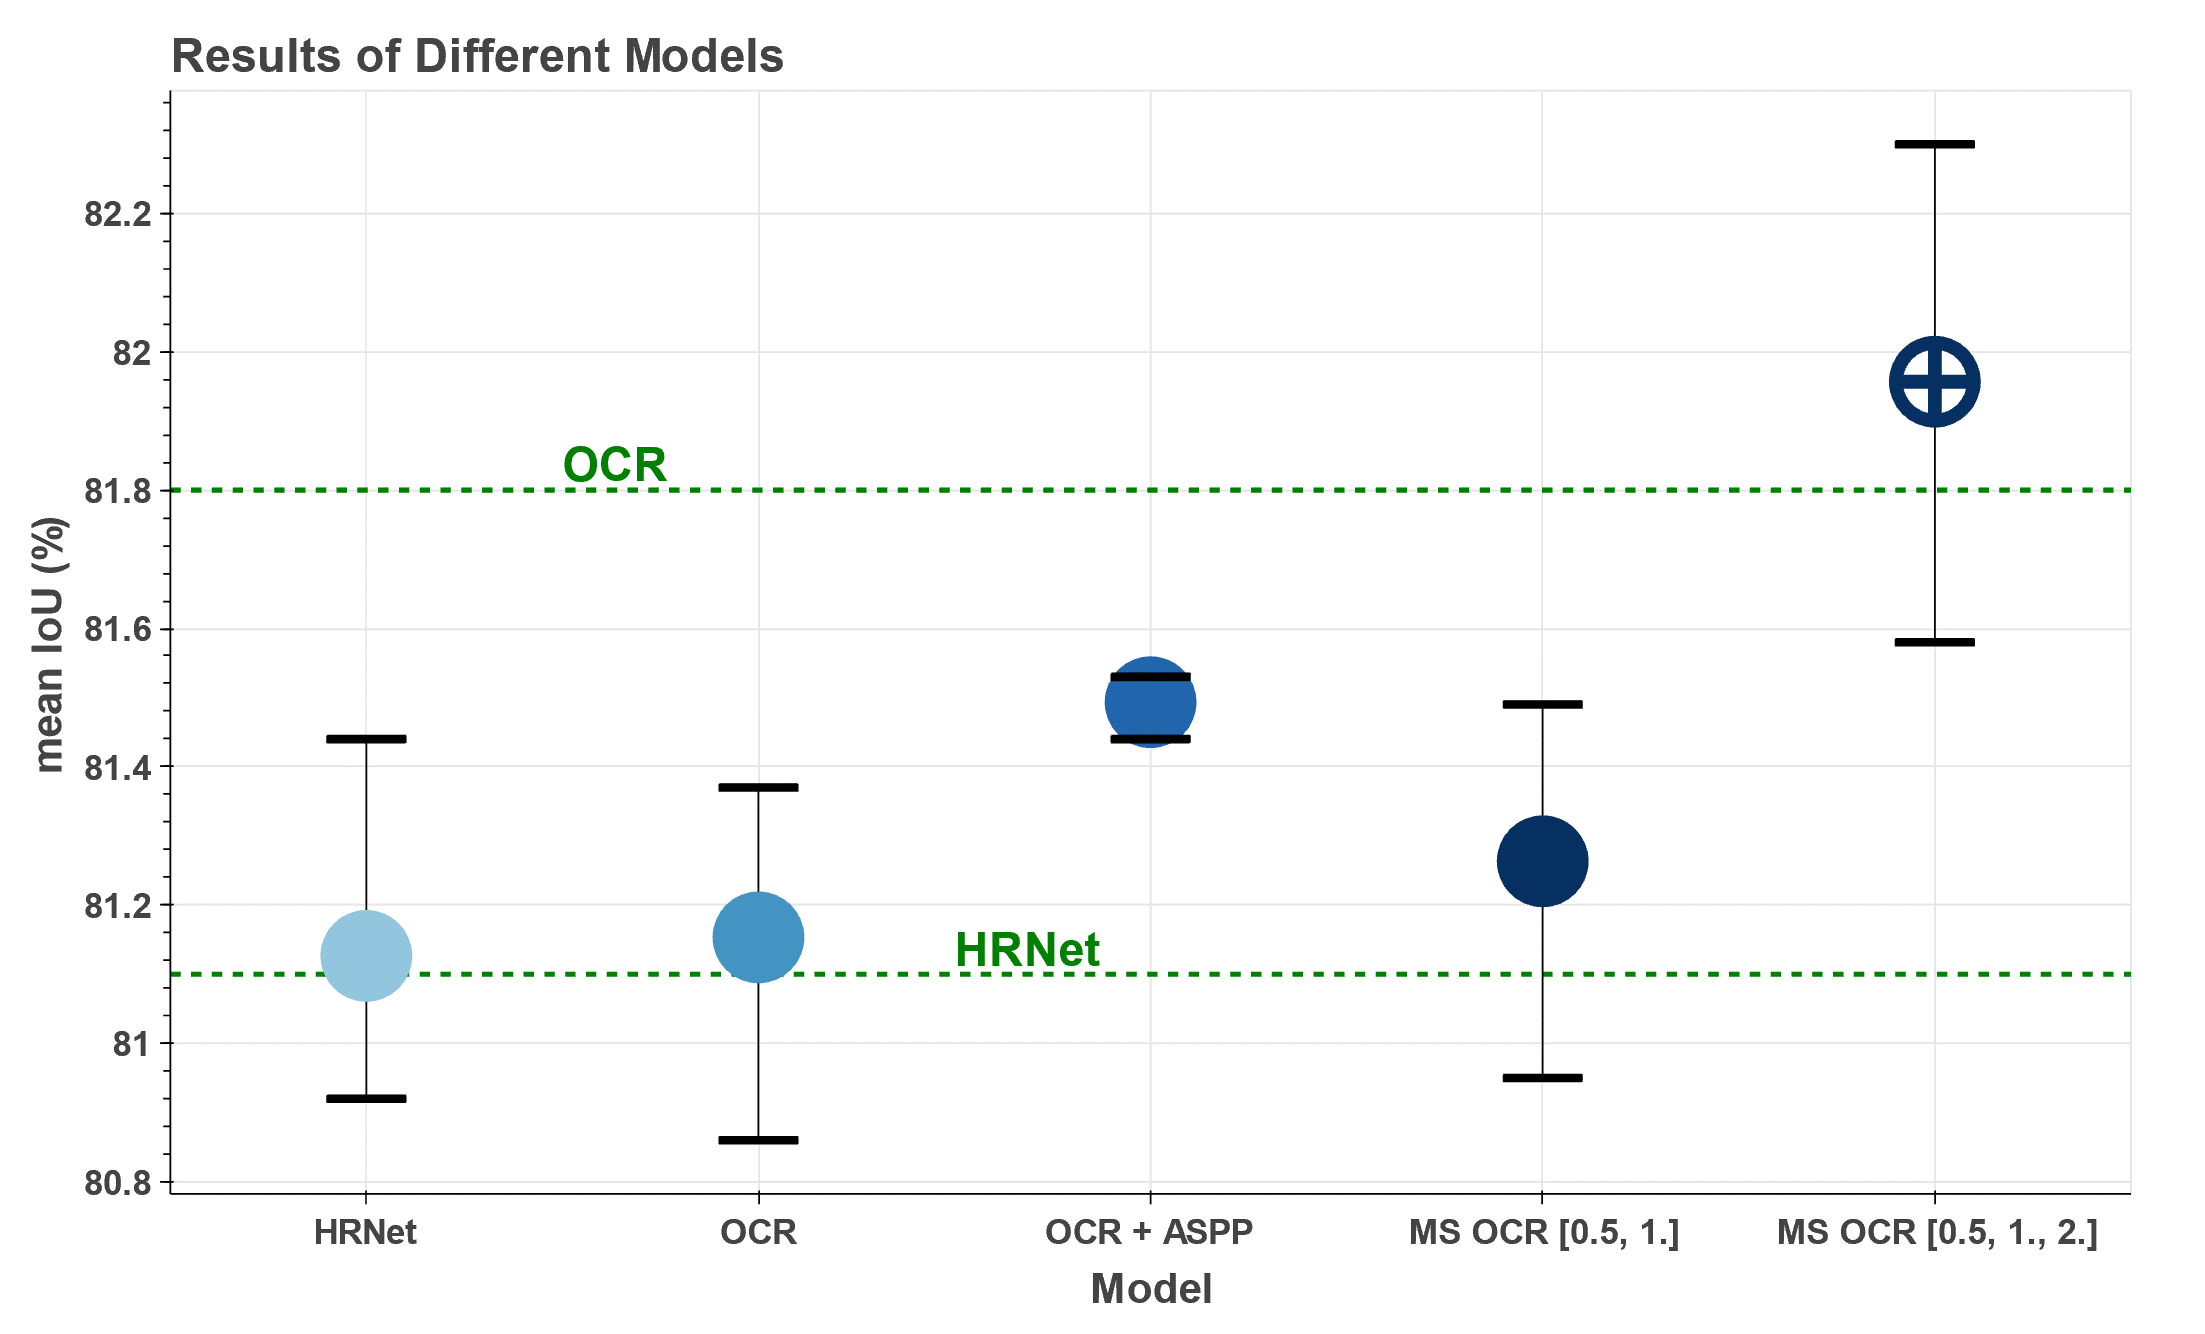 Results of Different Models
82.2
82
81.8
81.6
81.4
81.2
81
80.8
mean IoU (%)
OCR
HRNet
HRNet
OCR
OCR + ASPP
MS OCR [0.5, 1.]
MS OCR [0.5, 1., 2.]
Model